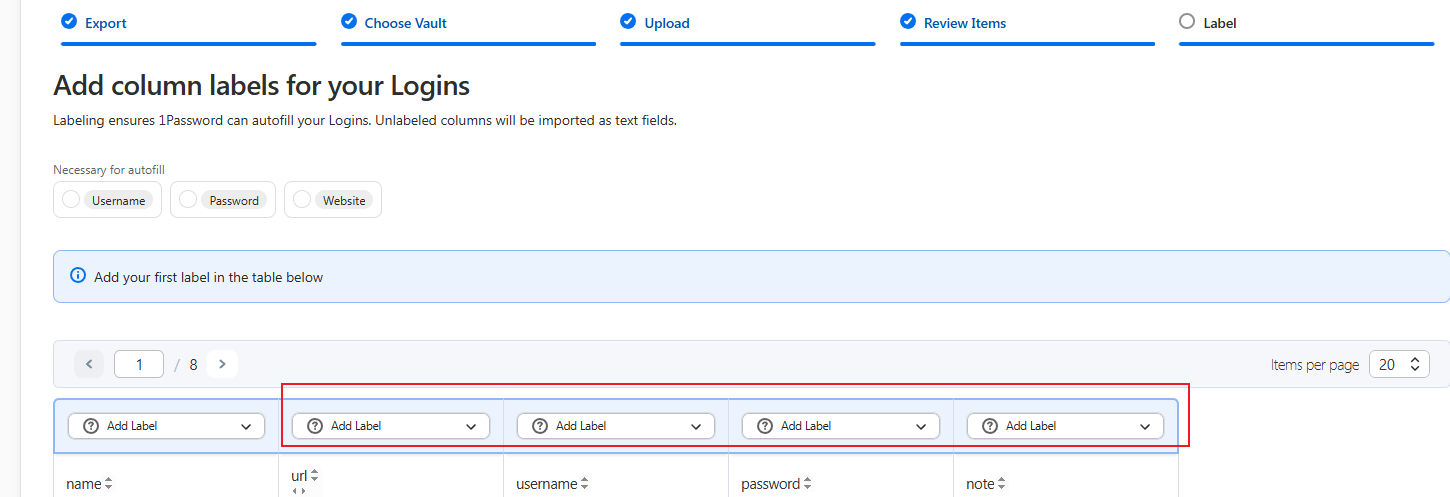 Export Choose Vault Upload Review Items Label
Add column labels for your Logins
Labeling ensures 1Password can autofill your Logins. Unlabeled columns will be imported as text fields.
Necessary for autofill
Username Password Website
Add your first label in the table below
1 / 8 Items per page 20
Add Label Add Label Add Label Add Label Add Label
name url username password note